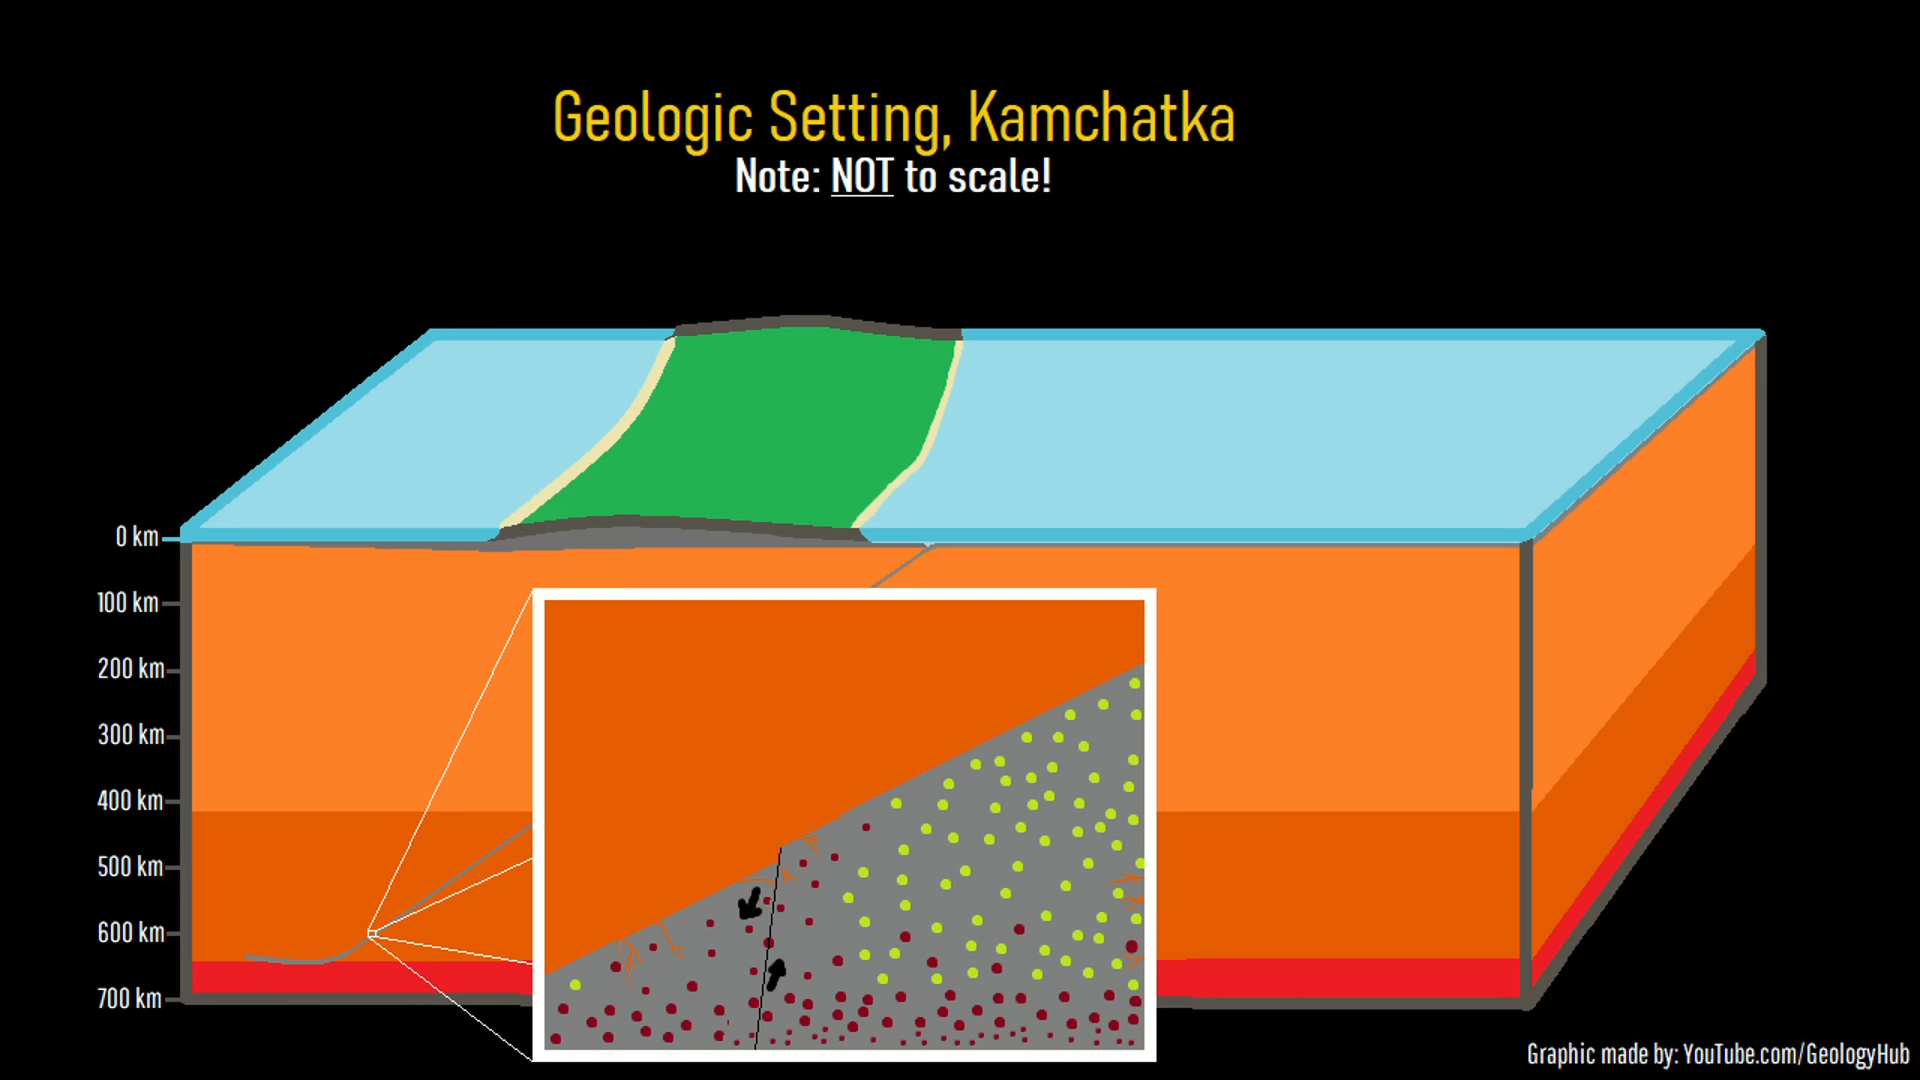 Geologic Setting, Kamchatka
Note: NOT to scale!
0 km
100 km
200 km
300 km
400 km
500 km
600 km
700 km
Graphic made by: YouTube.com/GeologyHub